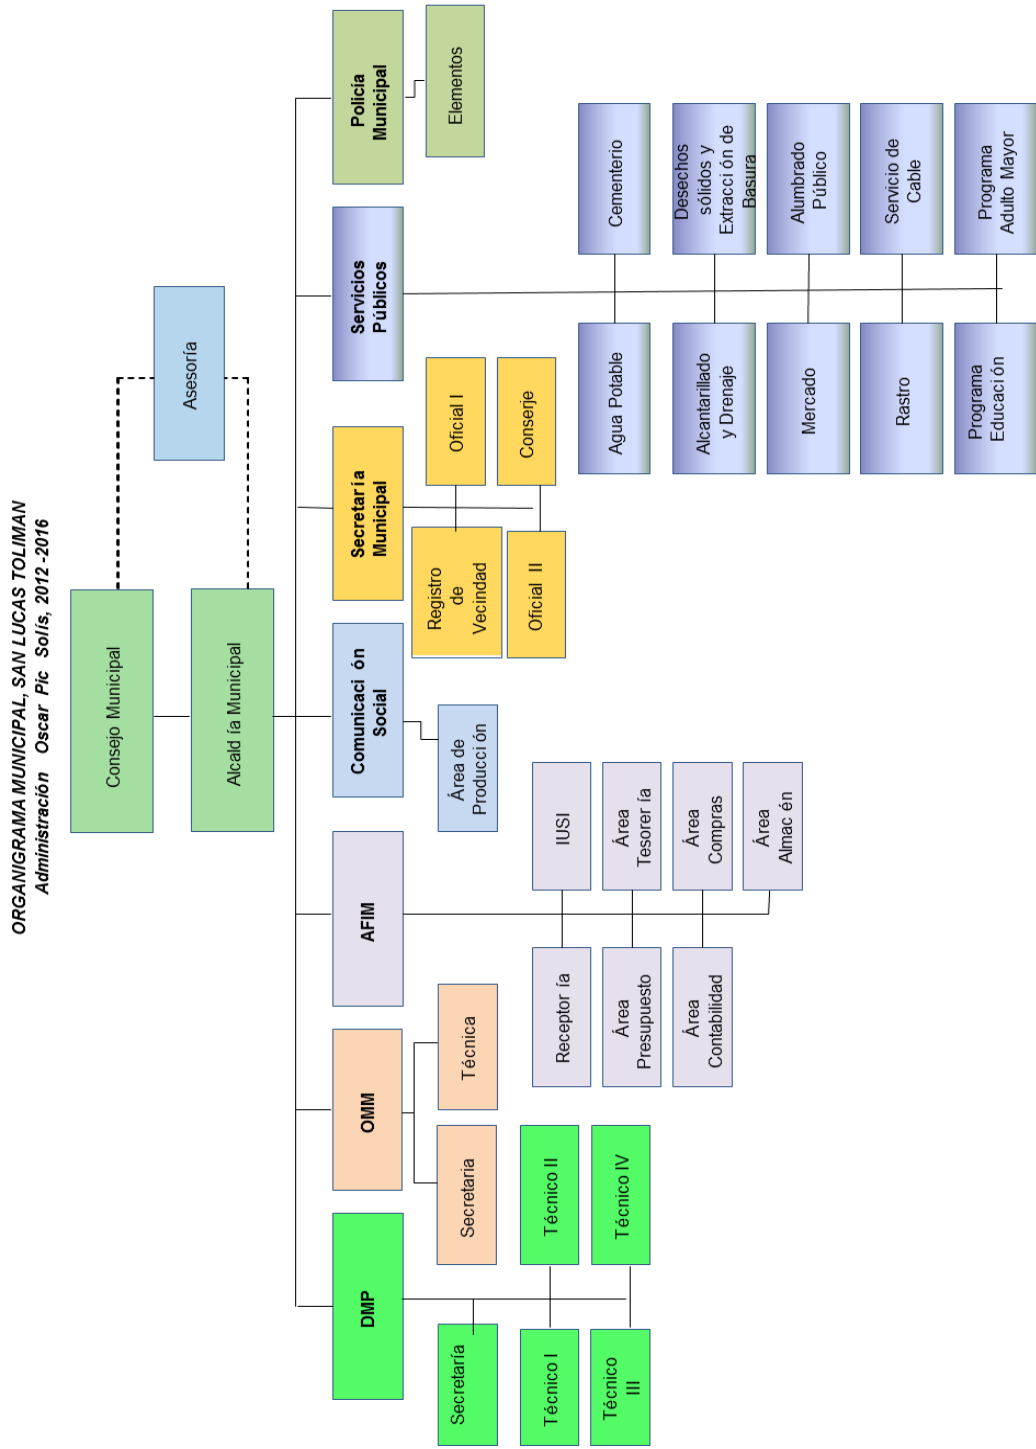 ORGANIGRAMA MUNICIPAL, SAN LUCAS TOLIMAN
Administración Oscar Pic Solís, 2012 -2016
Consejo Municipal
Asesoría
Alcald ía Municipal
DMP
OMM
AFIM
Comunicaci ón
Social
Secretar ía
Municipal
Servicios
Públicos
Policía
Municipal
Secretaría
Técnico I
Técnico II
Técnico
III
Técnico IV
Secretaria
Técnica
Receptor ía
IUSI
Área
Presupuesto
Área
Tesorer ía
Área
Contabilidad
Área
Compras
Área
Almac én
Área de
Producci ón
Registro
de
Vecindad
Oficial I
Oficial II
Conserje
Agua Potable
Cementerio
Alcantarillado
y Drenaje
Desechos
sólidos y
Extracci ón de
Basura
Mercado
Alumbrado
Público
Rastro
Servicio de
Cable
Programa
Educaci ón
Programa
Adulto Mayor
Elementos